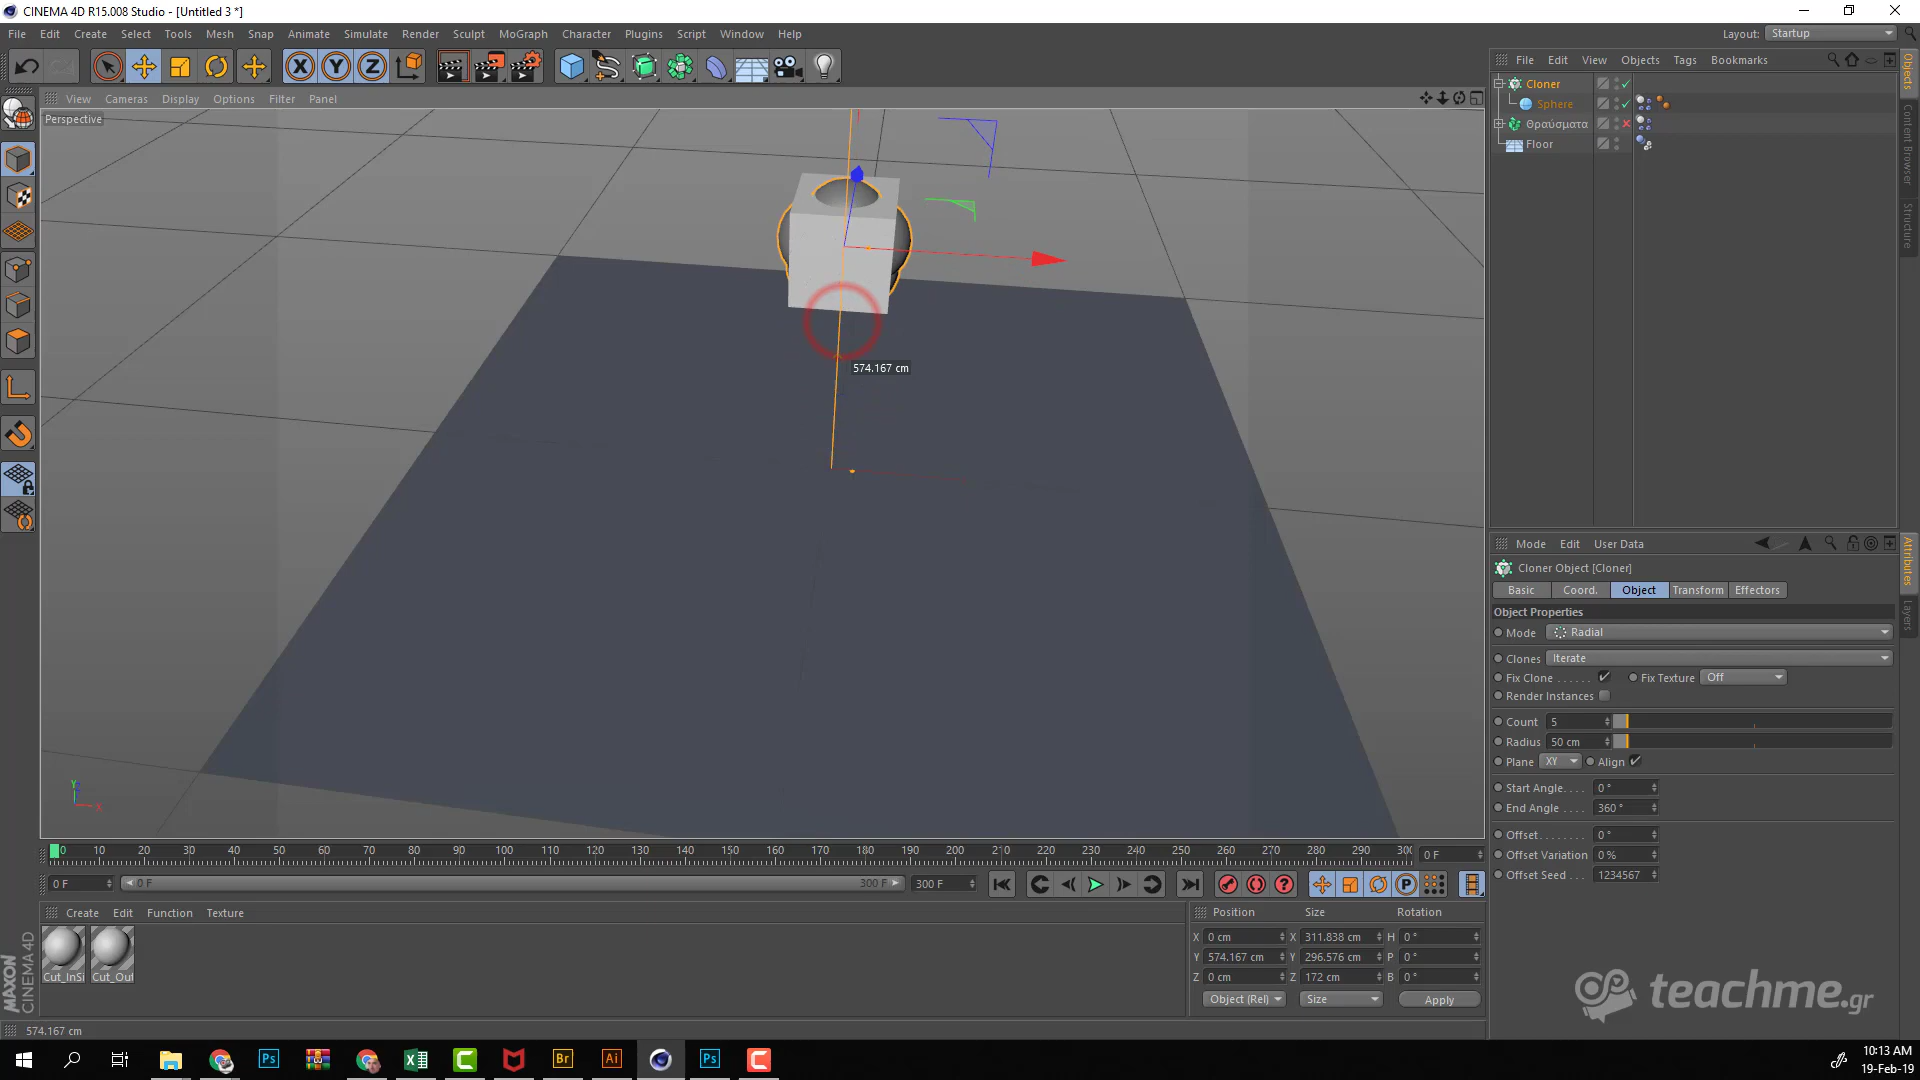 CINEMA 4D R15.008 Studio - [Untitled 3 *]
File Edit Create Select Tools Mesh Snap Animate Simulate Render Sculpt MoGraph Character Plugins Script Window Help
Layout: Startup
View Cameras Display Options Filter Panel
Perspective
574.167 cm
File Edit View Objects Tags Bookmarks
Cloner
Sphere
Θραύσματα
Floor
Objects
Content Browser
Structure
Mode Edit User Data
Cloner Object [Cloner]
Basic Coord. Object Transform Effectors
Object Properties
Mode Radial
Clones Iterate
Fix Clone . . . . . . Fix Texture Off
Render Instances
Count 5
Radius 50 cm
Plane XY Align
Start Angle. . . . 0 °
End Angle . . . . 360 °
Offset. . . . . . . . 0 °
Offset Variation 0 %
Offset Seed . . . 1234567
Attributes
Layers
0 10 20 30 40 50 60 70 80 90 100 110 120 130 140 150 160 170 180 190 200 210 220 230 240 250 260 270 280 290 300
0 F
0 F 0 F 300 F 300 F
Create Edit Function Texture
Cut_InSi Cut_Out
Position Size Rotation
X 0 cm X 311.838 cm H 0 °
Y 574.167 cm Y 296.576 cm P 0 °
Z 0 cm Z 172 cm B 0 °
Object (Rel) Size Apply
MAXON
CINEMA 4D
574.167 cm
teachme.gr
10:13 AM
19-Feb-19